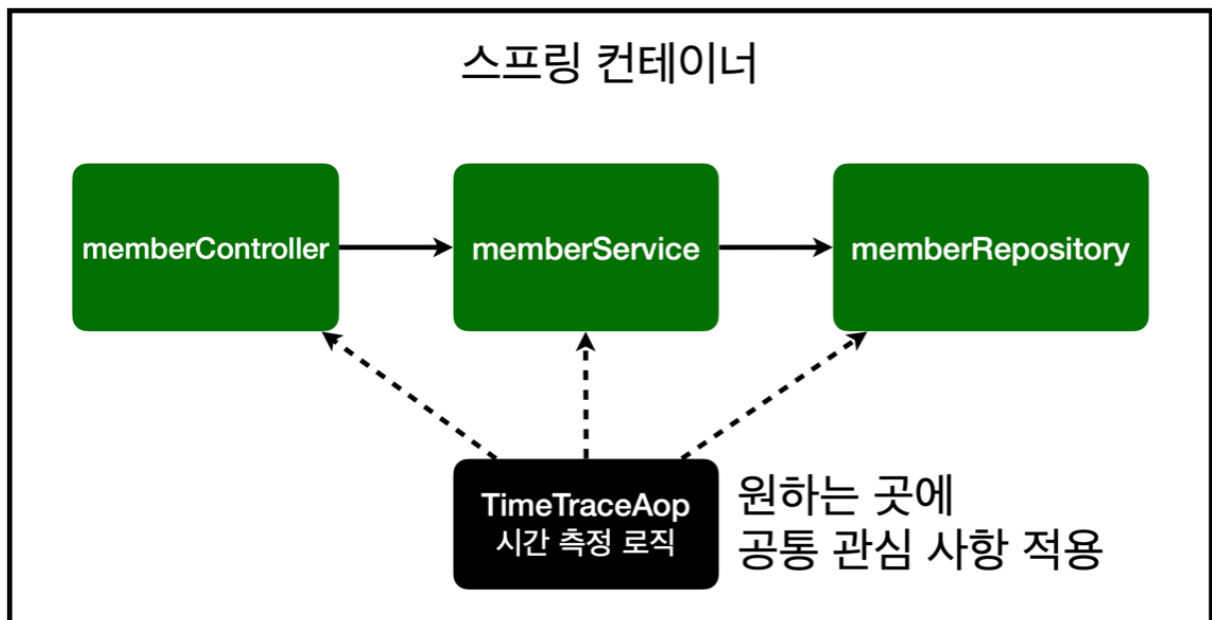 스프링 컨테이너
memberController
memberService
memberRepository
TimeTraceAop
시간 측정 로직
원하는 곳에
공통 관심 사항 적용